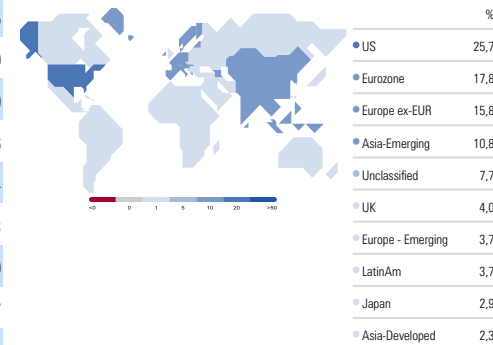 %
US 25,7
Eurozone 17,8
Europe ex-EUR 15,8
Asia-Emerging 10,8
Unclassified 7,7
UK 4,0
Europe - Emerging 3,7
LatinAm 3,7
Japan 2,9
Asia-Developed 2,3
<0 0 1 5 10 20 >50